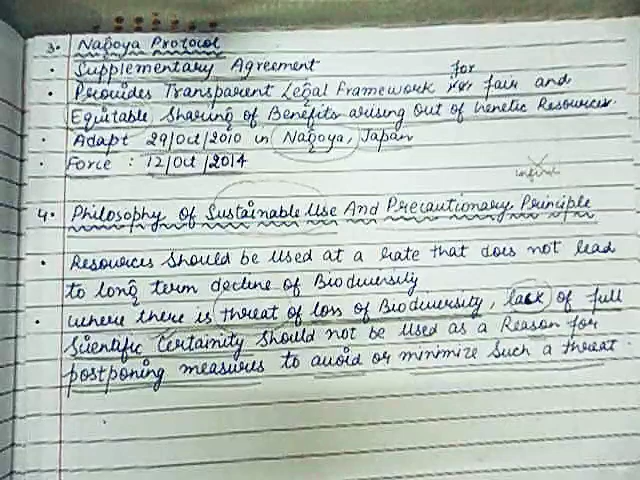 3. Nagoya Protocol
• Supplementary Agreement
for
• Provides Transparent Legal Framework for fair and
Equitable Sharing of Benefits arising out of Genetic Resources.
• Adapt 29/Oct/2010 in Nagoya, Japan
• Force : 12/Oct/2014
4. Philosophy of Sustainable Use And Precautionary Principle
• Resources should be used at a rate that does not lead
to long term decline of Biodiversity
• where there is threat of loss of Biodiversity, lack of full
Scientific Certainity should not be used as a Reason for
postponing measures to avoid or minimize such a threat.